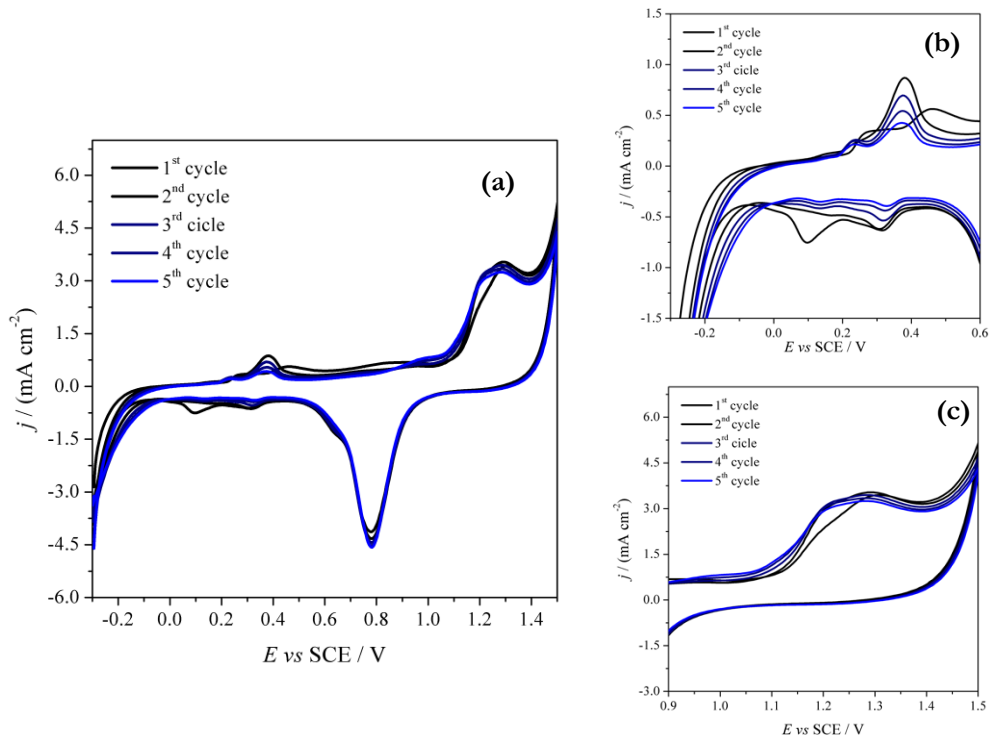 (a)
1st cycle
2nd cycle
3rd cicle
4th cycle
5th cycle
j / (mA cm-2)
6.0
4.5
3.0
1.5
0.0
-1.5
-3.0
-4.5
-6.0
-0.2 0.0 0.2 0.4 0.6 0.8 1.0 1.2 1.4
E vs SCE / V
(b)
1st cycle
2nd cycle
3rd cicle
4th cycle
5th cycle
j / (mA cm-2)
1.5
1.0
0.5
0.0
-0.5
-1.0
-1.5
-0.2 0.0 0.2 0.4 0.6
E vs SCE / V
(c)
1st cycle
2nd cycle
3rd cicle
4th cycle
5th cycle
j / (mA cm-2)
6.0
4.5
3.0
1.5
0.0
-1.5
-3.0
0.9 1.0 1.1 1.2 1.3 1.4 1.5
E vs SCE / V